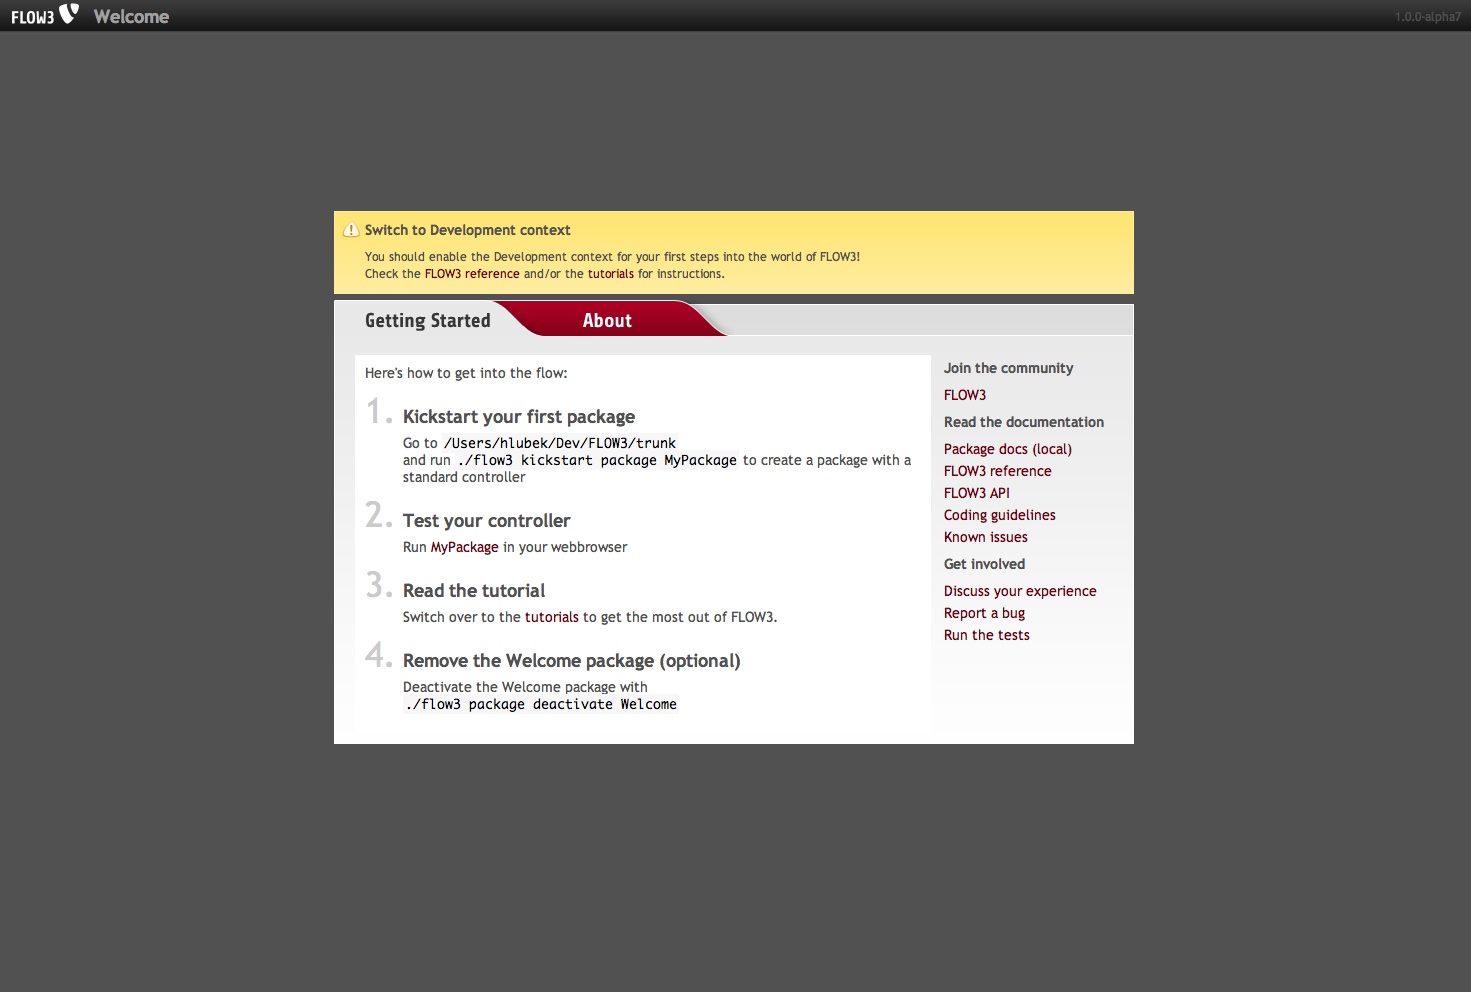 FLOW3 Welcome 1.0.0-alpha7
Switch to Development context
You should enable the Development context for your first steps into the world of FLOW3!
Check the FLOW3 reference and/or the tutorials for instructions.
Getting Started About
Here's how to get into the flow:
1. Kickstart your first package
Go to /Users/hlubek/Dev/FLOW3/trunk
and run ./flow3 kickstart package MyPackage to create a package with a
standard controller
2. Test your controller
Run MyPackage in your webbrowser
3. Read the tutorial
Switch over to the tutorials to get the most out of FLOW3.
4. Remove the Welcome package (optional)
Deactivate the Welcome package with
./flow3 package deactivate Welcome
Join the community
FLOW3
Read the documentation
Package docs (local)
FLOW3 reference
FLOW3 API
Coding guidelines
Known issues
Get involved
Discuss your experience
Report a bug
Run the tests